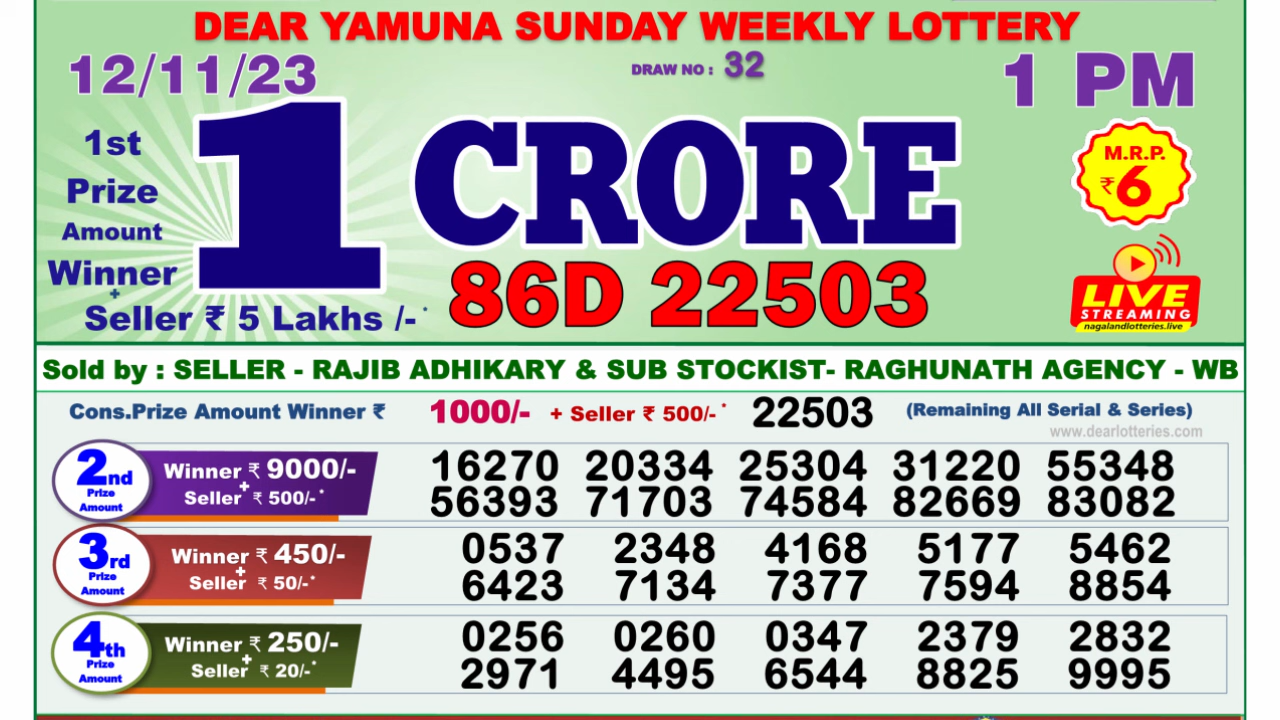 DEAR YAMUNA SUNDAY WEEKLY LOTTERY
12/11/23
DRAW NO : 32
1 PM
1st
Prize
Amount
Winner
+
Seller ₹ 5 Lakhs /-*
1 CRORE
86D 22503
M.R.P.
₹6
LIVE
STREAMING
nagalandlotteries.live
Sold by : SELLER - RAJIB ADHIKARY & SUB STOCKIST- RAGHUNATH AGENCY - WB
Cons.Prize Amount Winner ₹ 1000/- + Seller ₹ 500/-* 22503 (Remaining All Serial & Series)
www.dearlotteries.com
2nd
Prize
Amount
Winner ₹ 9000/-
+
Seller ₹ 500/-*
16270 20334 25304 31220 55348
56393 71703 74584 82669 83082
3rd
Prize
Amount
Winner ₹ 450/-
+
Seller ₹ 50/-*
0537 2348 4168 5177 5462
6423 7134 7377 7594 8854
4th
Prize
Amount
Winner ₹ 250/-
+
Seller ₹ 20/-*
0256 0260 0347 2379 2832
2971 4495 6544 8825 9995